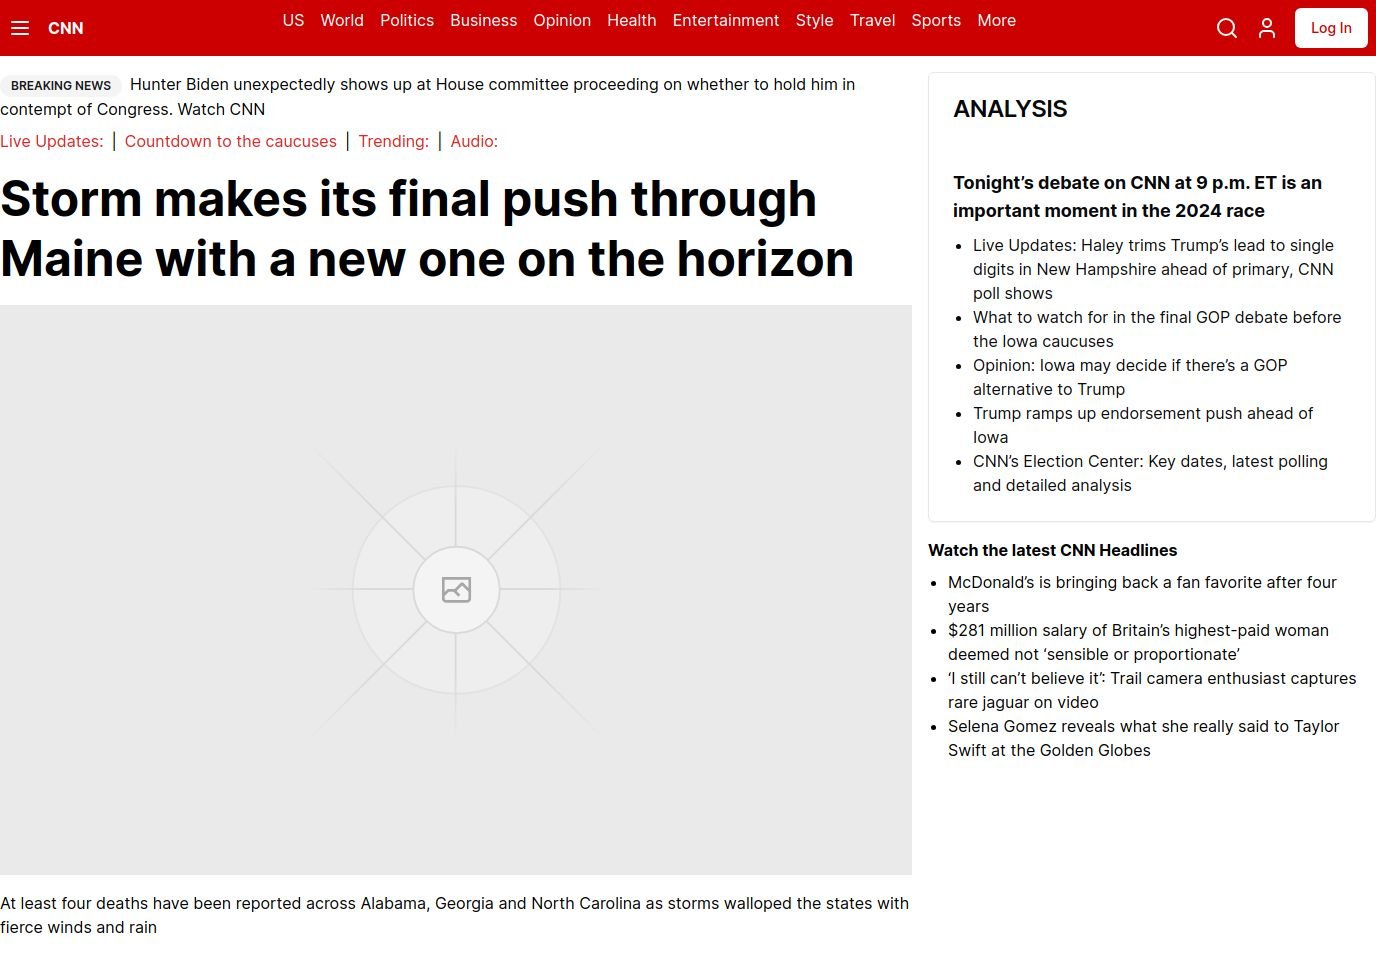 CNN
US World Politics Business Opinion Health Entertainment Style Travel Sports More
Log In
BREAKING NEWS Hunter Biden unexpectedly shows up at House committee proceeding on whether to hold him in
contempt of Congress. Watch CNN
Live Updates: | Countdown to the caucuses | Trending: | Audio:
Storm makes its final push through
Maine with a new one on the horizon
At least four deaths have been reported across Alabama, Georgia and North Carolina as storms walloped the states with
fierce winds and rain
ANALYSIS
Tonight’s debate on CNN at 9 p.m. ET is an
important moment in the 2024 race
• Live Updates: Haley trims Trump’s lead to single
digits in New Hampshire ahead of primary, CNN
poll shows
• What to watch for in the final GOP debate before
the Iowa caucuses
• Opinion: Iowa may decide if there’s a GOP
alternative to Trump
• Trump ramps up endorsement push ahead of
Iowa
• CNN’s Election Center: Key dates, latest polling
and detailed analysis
Watch the latest CNN Headlines
• McDonald’s is bringing back a fan favorite after four
years
• $281 million salary of Britain’s highest-paid woman
deemed not ‘sensible or proportionate’
• ‘I still can’t believe it’: Trail camera enthusiast captures
rare jaguar on video
• Selena Gomez reveals what she really said to Taylor
Swift at the Golden Globes